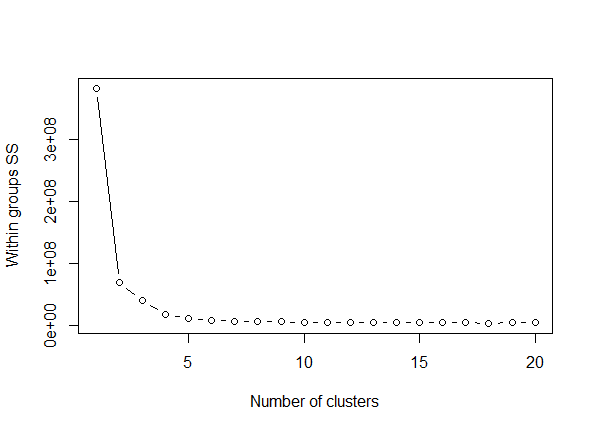 Within groups SS
3e+08
2e+08
1e+08
0e+00
5
10
15
20
Number of clusters